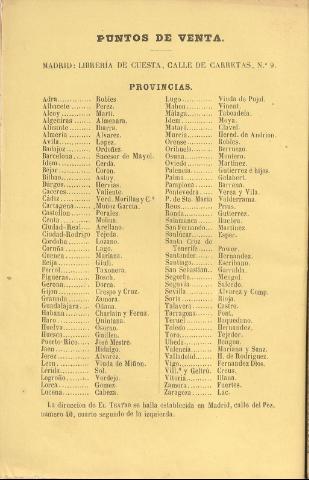 PUNTOS DE VENTA.
MADRID: LIBRERÍA DE CUESTA, CALLE DE CARRETAS, N.º 9.
PROVINCIAS.
Adra.......... Robles
Albacete....... Perez.
Alcoy.......... Martí.
Algeciras...... Almenara.
Alicante....... Ibarra.
Almería........ Alvarez.
Avila.......... Lopez.
Badajoz........ Ordoñez.
Barcelona...... Sucesor de Mayol.
Idem........... Cerdá.
Bejar.......... Coron.
Bilbao......... Astuy.
Burgos......... Hervias.
Caceres........ Valiente.
Cádiz.......... Verd. Morillas y C.ª
Cartagena...... Muñoz Garcia.
Castellon...... Perales.
Ceuta.......... Molina.
Ciudad-Real.... Arellano.
Ciudad-Rodrigo Tejeda.
Córdoba........ Lozano.
Coruña......... Lago.
Cuenca......... Mariana.
Ecija.......... Giuli.
Ferrol......... Taxonera.
Figueras....... Bosch.
Gerona......... Dorca.
Gijon.......... Crespo y Cruz.
Granada........ Zamora.
Guadalajara.... Oñana.
Habana......... Charlain y Fernz.
Haro........... Quintana.
Huelva......... Osorno.
Huesca......... Guillen.
Puerto-Rico.... José Mestre.
Jaen........... Hidalgo.
Jerez.......... Alvarez.
Leon........... Viuda de Miñon.
Lérida......... Sol.
Logroño........ Verdejo.
Lorca.......... Gomez.
Lucena......... Cabeza.
Lugo........... Viuda de Pujol.
Mahon.......... Vinent.
Málaga......... Taboadela.
Idem........... Moya.
Mataró......... Clavel.
Murcia......... Hered. de Andrion.
Orense......... Robles.
Orihuela....... Berruezo.
Osuna.......... Montero.
Oviedo......... Martinez.
Palencia....... Gutierrez é hijos.
Palma.......... Gelabert.
Pamplona....... Barrena.
Pontevedra..... Verea y Vila.
P. de Sta. María Valderrama.
Reus........... Prius.
Ronda.......... Gutierrez.
Salamanca...... Huebra.
San Fernando... Martinez.
Sanlúcar....... Esper.
Santa Cruz de
Tenerife..... Power.
Santander...... Hernandez.
Santiago....... Escribano.
San Sebastian.. Garralda.
Segorbe........ Mengol.
Segovia........ Salcedo.
Sevilla........ Alvarez y Comp.
Soria.......... Rioja.
Talavera....... Castro.
Tarragona...... Font.
Teruel......... Baquedano.
Toledo......... Hernandez.
Toro........... Tejedor.
Ubeda.......... Bengoa.
Valencia....... Mariana y Sanz.
Valladolid..... H. de Rodriguez.
Vigo........... Fernandez Dios.
Vill.ª y Geltrú. Creus.
Vitoria........ Illana.
Zamora......... Fuertes.
Zaragoza....... Lac.
La direccion de EL TEATRO se halla establecida en Madrid, calle del Pez,
número 40, cuarto segundo de la izquierda.